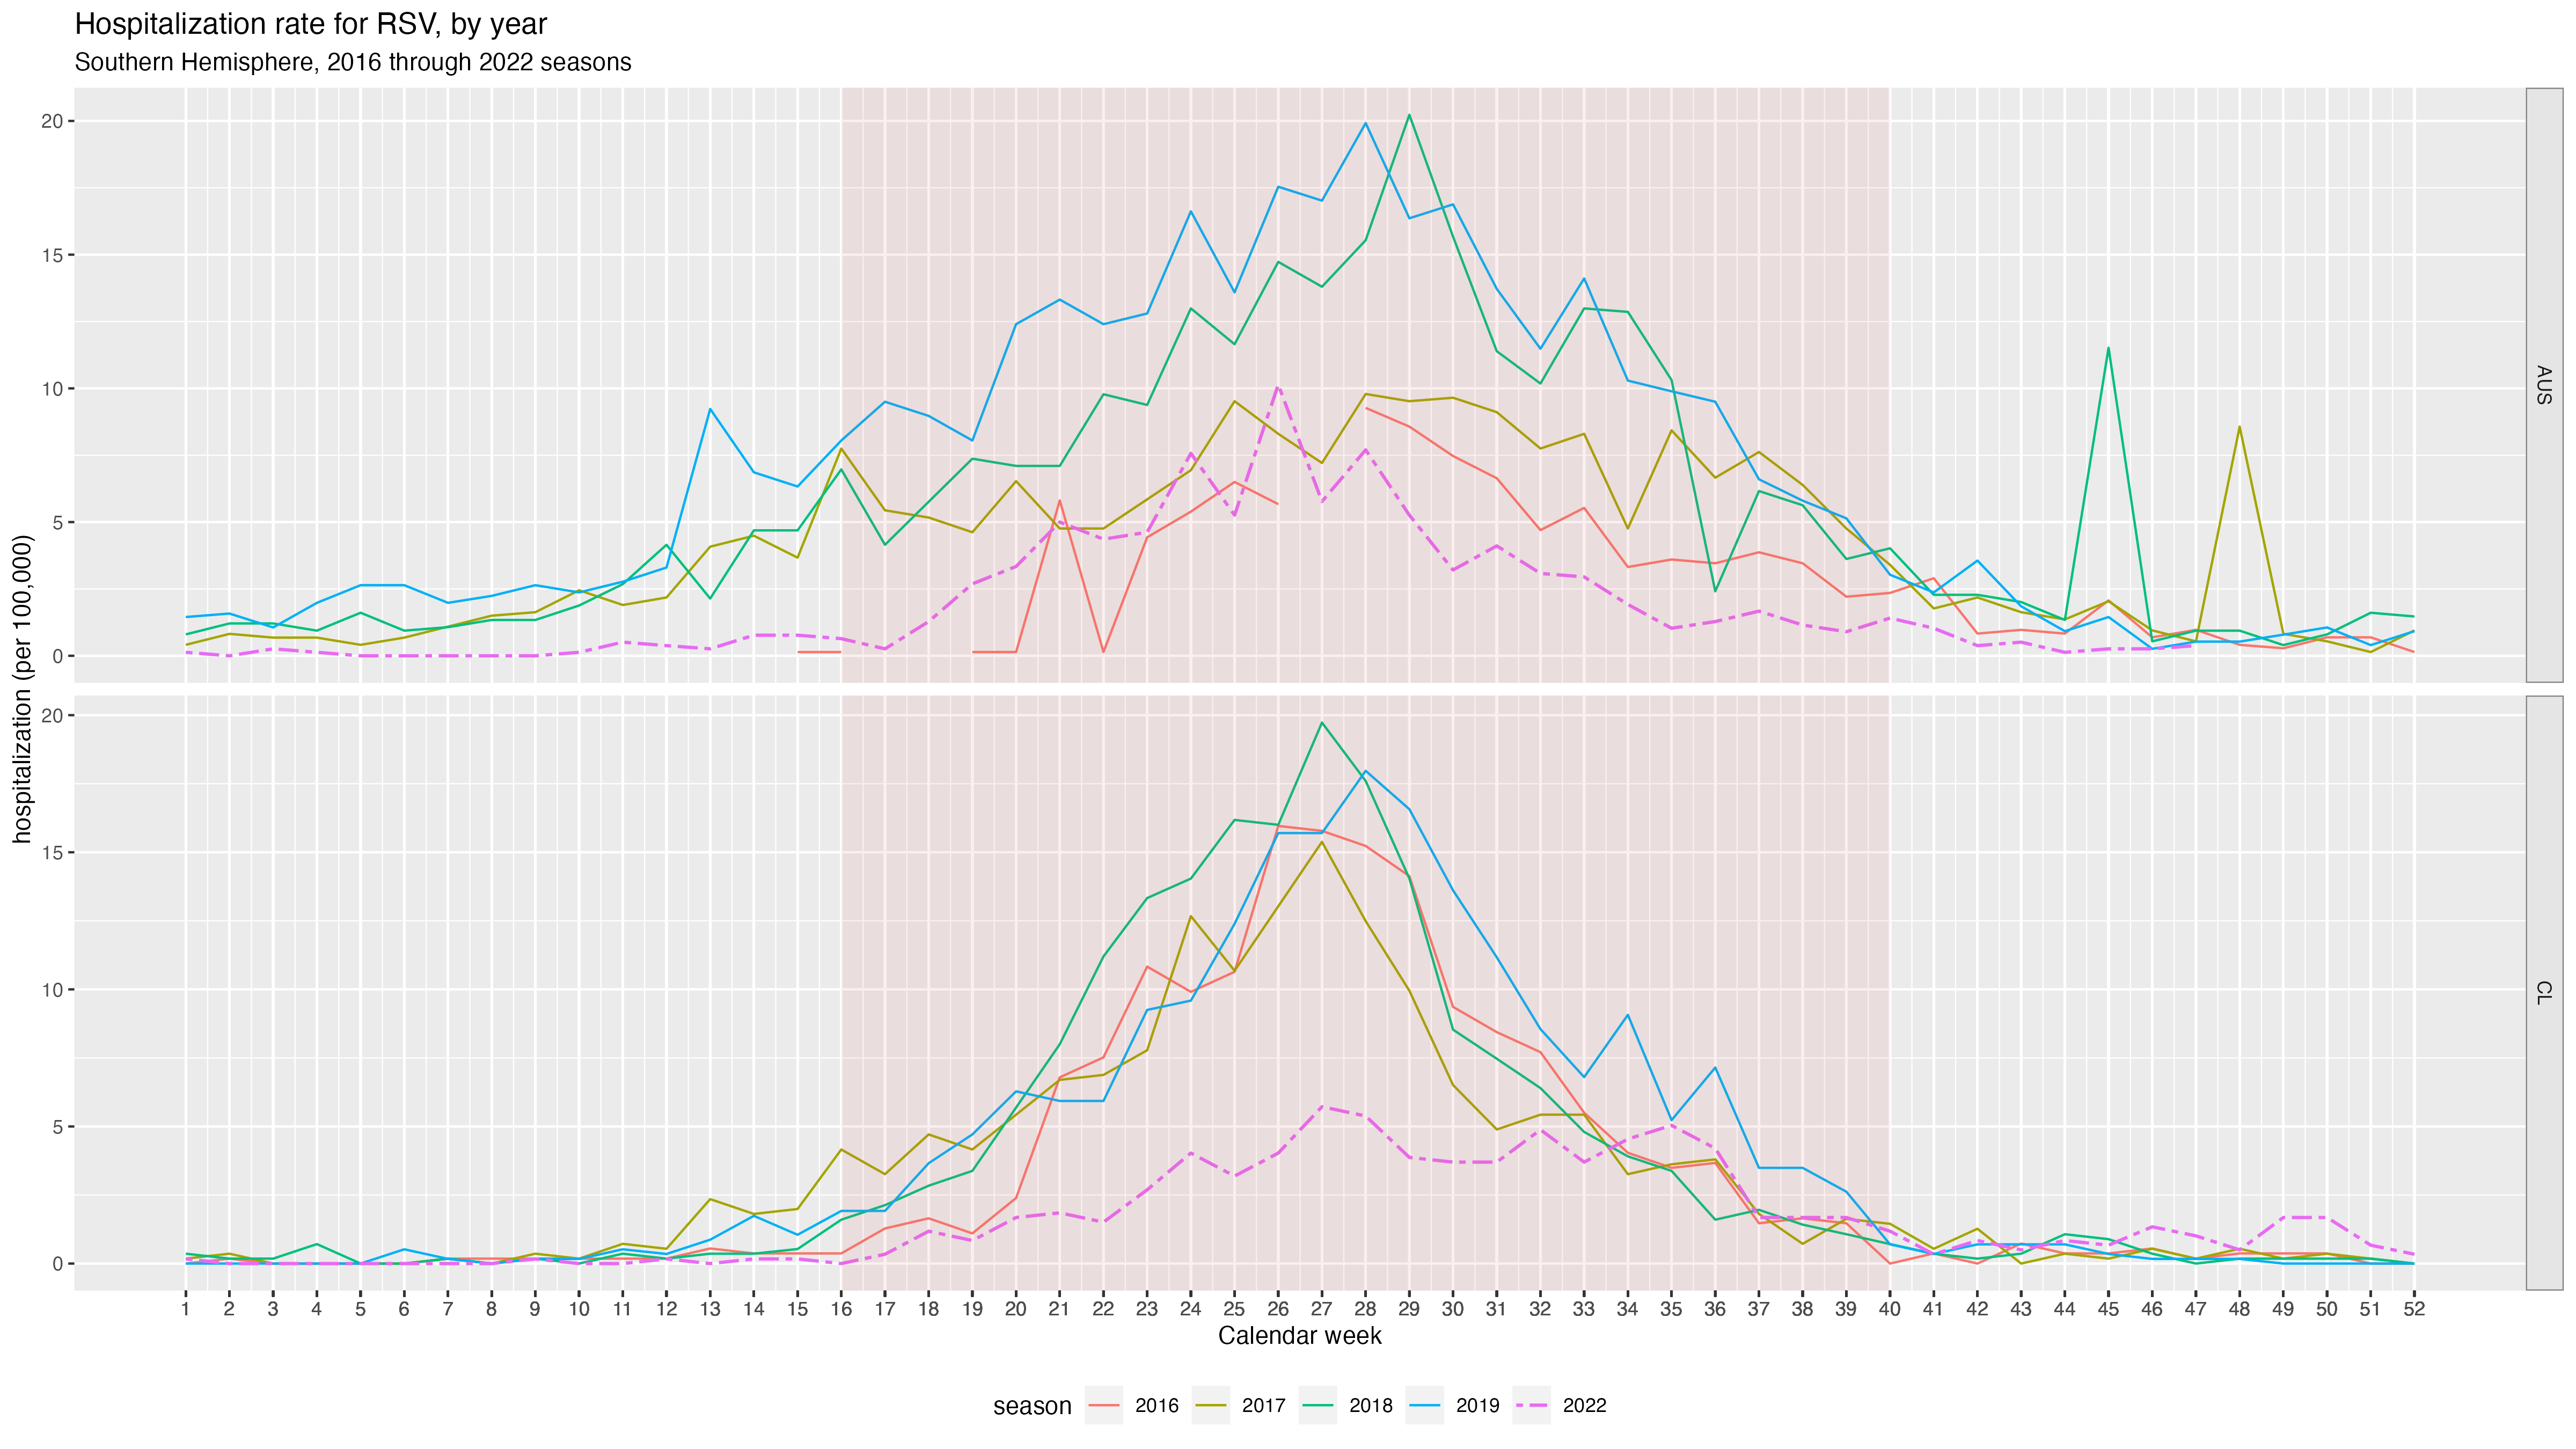 Hospitalization rate for RSV, by year
Southern Hemisphere, 2016 through 2022 seasons
hospitalization (per 100,000)
20
15
10
5
0
AUS
20
15
10
5
0
CL
1 2 3 4 5 6 7 8 9 10 11 12 13 14 15 16 17 18 19 20 21 22 23 24 25 26 27 28 29 30 31 32 33 34 35 36 37 38 39 40 41 42 43 44 45 46 47 48 49 50 51 52
Calendar week
season 2016 2017 2018 2019 2022